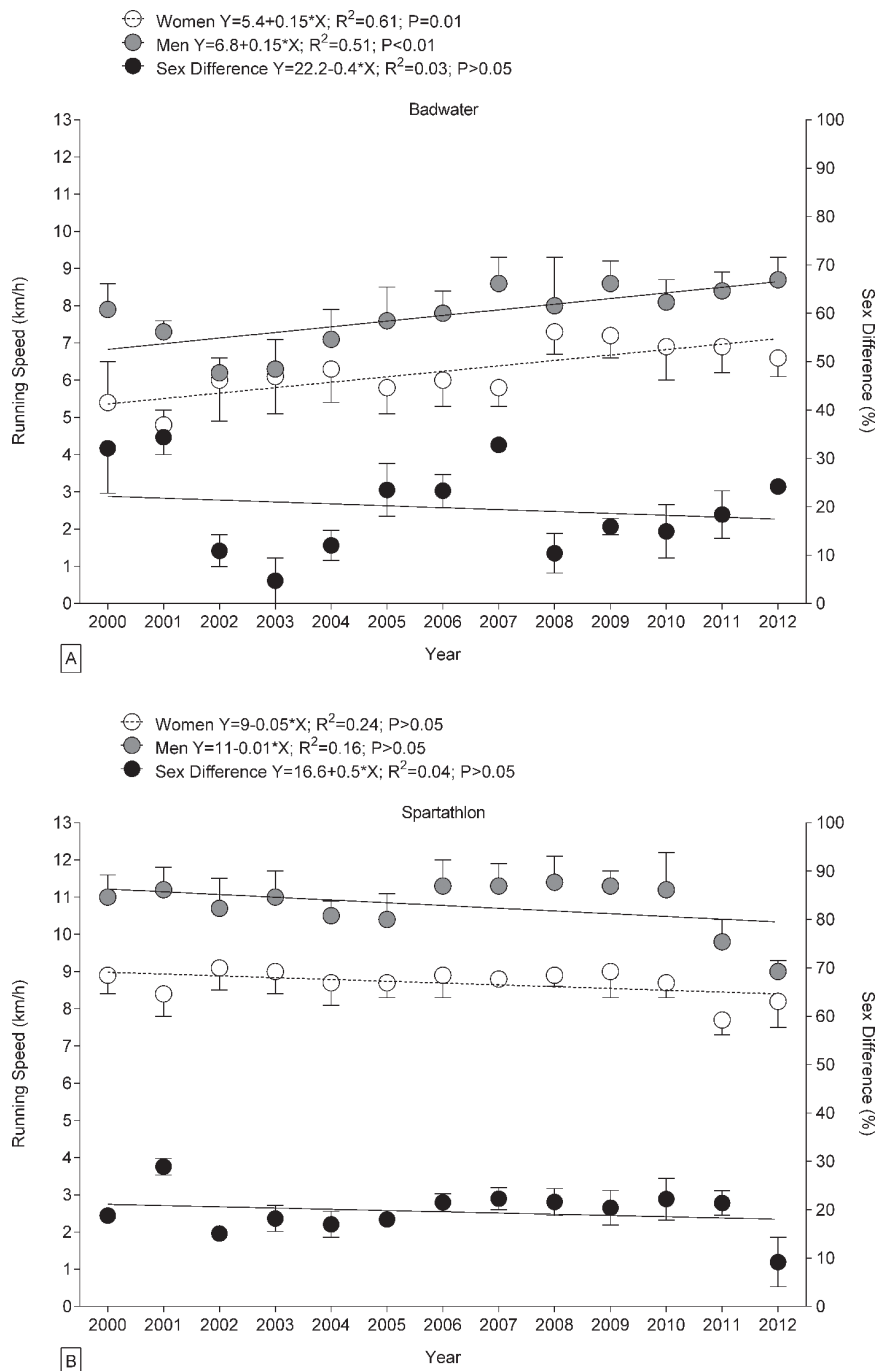 Women Y=5.4+0.15*X; R²=0.61; P=0.01
Men Y=6.8+0.15*X; R²=0.51; P<0.01
Sex Difference Y=22.2-0.4*X; R²=0.03; P>0.05
Badwater
13
12
11
10
9
8
7
6
5
4
3
2
1
0
Running Speed (km/h)
100
90
80
70
60
50
40
30
20
10
0
Sex Difference (%)
2000 2001 2002 2003 2004 2005 2006 2007 2008 2009 2010 2011 2012
A
Year
Women Y=9-0.05*X; R²=0.24; P>0.05
Men Y=11-0.01*X; R²=0.16; P>0.05
Sex Difference Y=16.6+0.5*X; R²=0.04; P>0.05
Spartathlon
13
12
11
10
9
8
7
6
5
4
3
2
1
0
Running Speed (km/h)
100
90
80
70
60
50
40
30
20
10
0
Sex Difference (%)
2000 2001 2002 2003 2004 2005 2006 2007 2008 2009 2010 2011 2012
B
Year